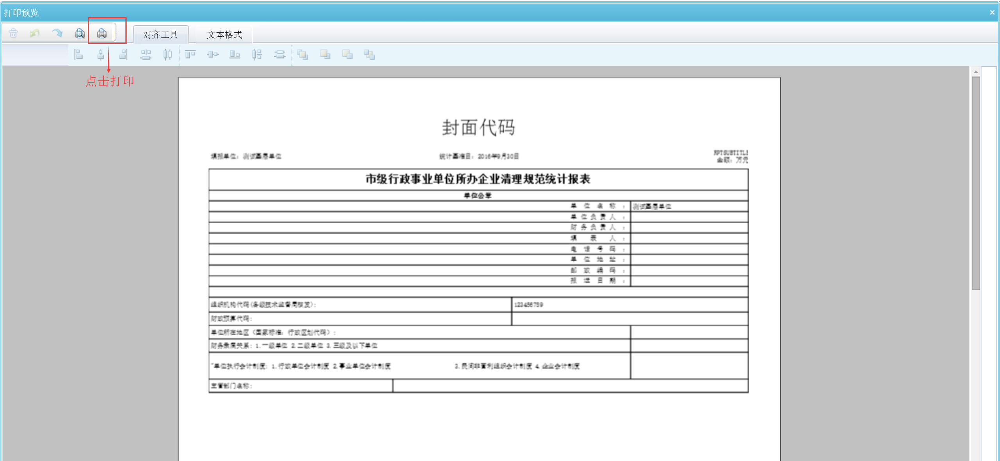 打印预览
对齐工具 文本格式
点击打印
封面代码
填报单位：测试基层单位 统计基准日：2016年9月30日 RPTSUBTITLE
金额：万元
市级行政事业单位所办企业清理规范统计报表
单位公章
单位名称： 测试基层单位
单位负责人：
财务负责人：
填表人：
电话号码：
单位地址：
邮政编码：
报送日期：
组织机构代码(各级技术监督局核发)： 123456789
财政预算代码：
单位所在地区（国家标准：行政区划代码）：
财务隶属关系：1.一级单位 2.二级单位 3.三级及以下单位
"单位执行会计制度：1.行政单位会计制度 2.事业单位会计制度 3.民间非营利组织会计制度 4.企业会计制度
主管部门名称：